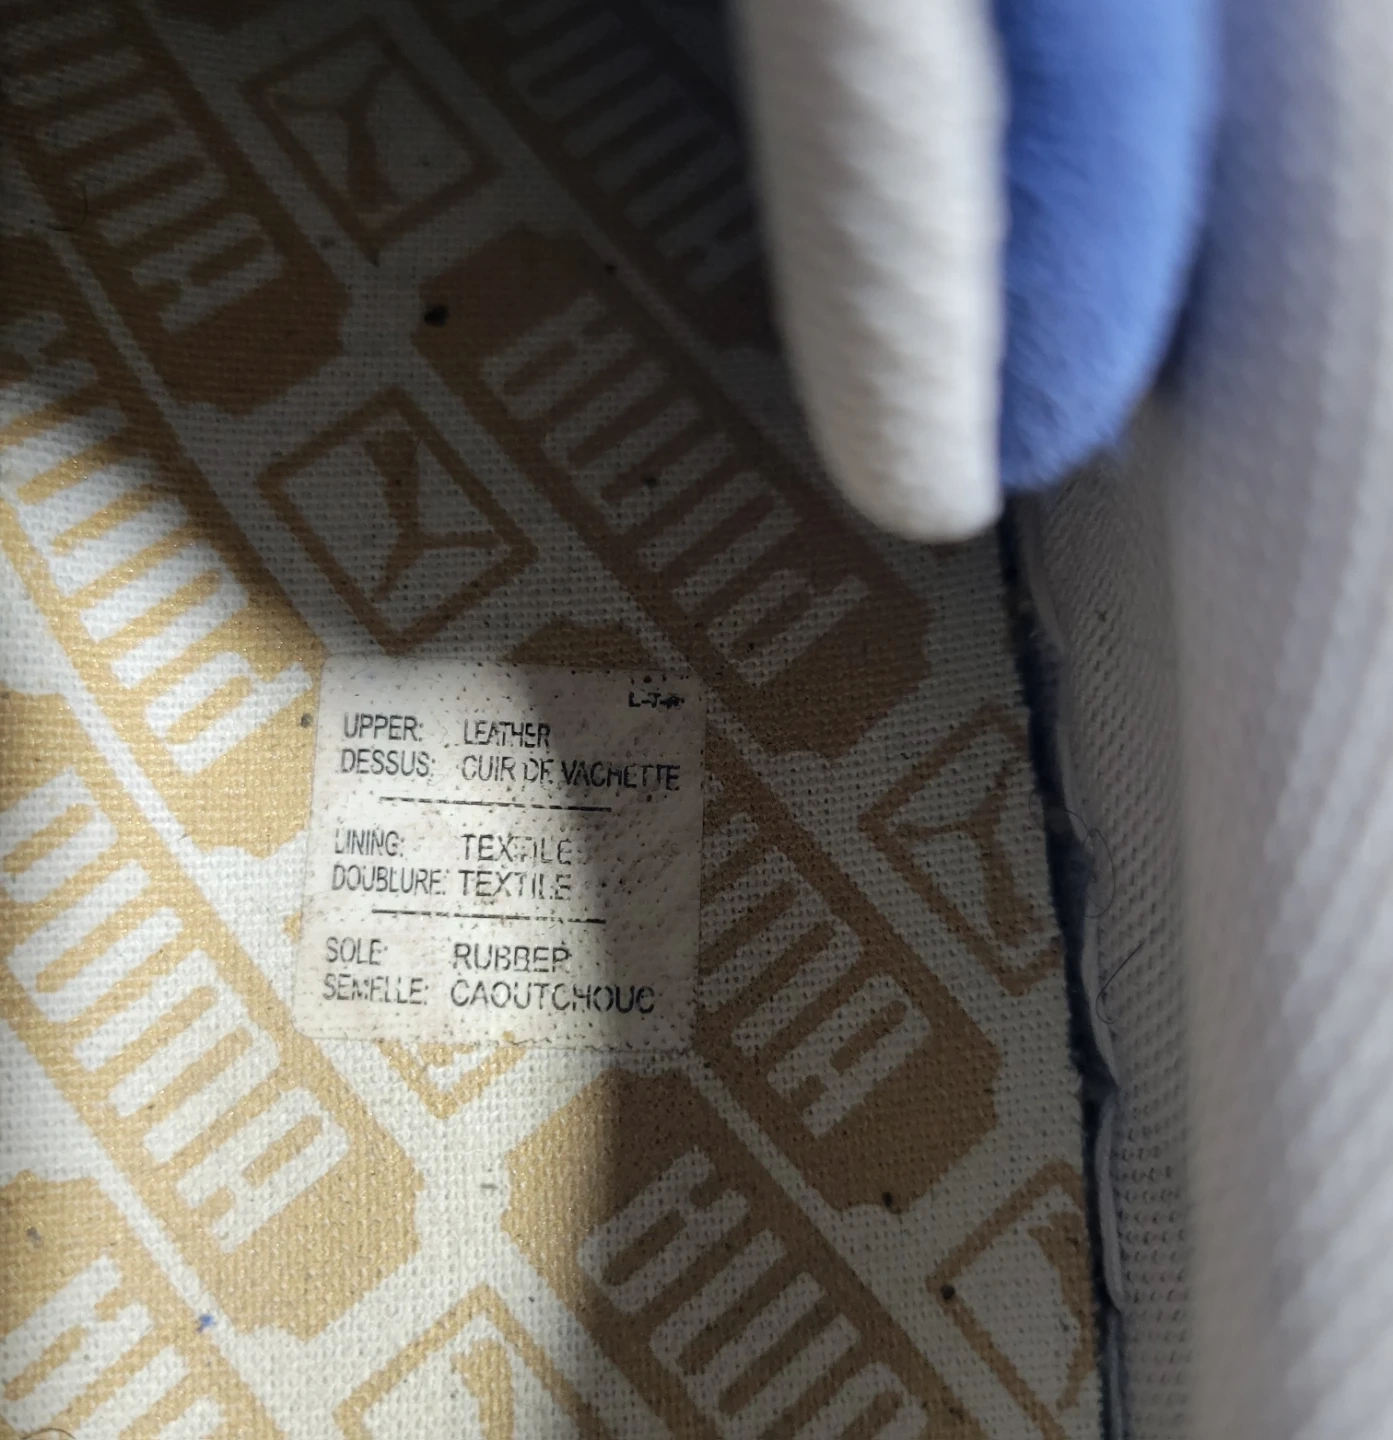 UPPER: LEATHER
DESSUS: CUIR DE VACHETTE
LINING: TEXTILE
DOUBLURE: TEXTILE
SOLE: RUBBER
SEMELLE: CAOUTCHOUC